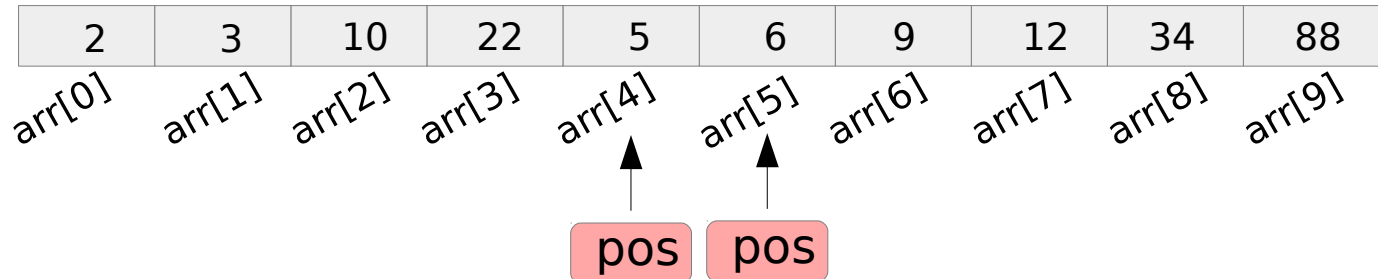 2 3 10 22 5 6 9 12 34 88
arr[0] arr[1] arr[2] arr[3] arr[4] arr[5] arr[6] arr[7] arr[8] arr[9]
pos pos